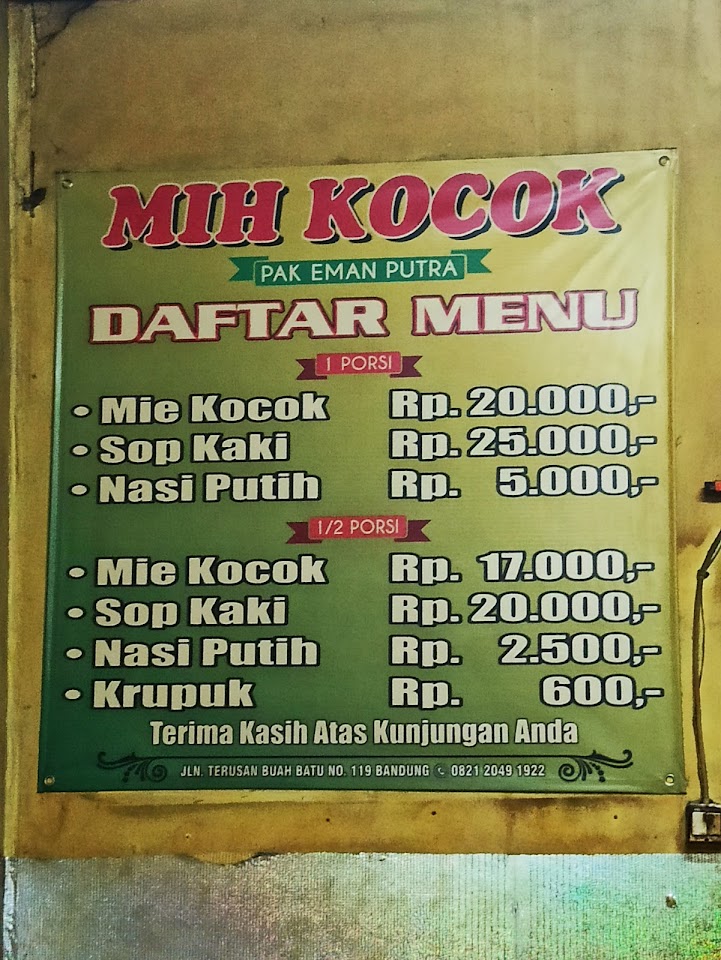 MIH KOCOK
PAK EMAN PUTRA
DAFTAR MENU
1 PORSI
• Mie Kocok Rp. 20.000,-
• Sop Kaki Rp. 25.000,-
• Nasi Putih Rp. 5.000,-
1/2 PORSI
• Mie Kocok Rp. 17.000,-
• Sop Kaki Rp. 20.000,-
• Nasi Putih Rp. 2.500,-
• Krupuk Rp. 600,-
Terima Kasih Atas Kunjungan Anda
JLN. TERUSAN BUAH BATU NO. 119 BANDUNG 0821 2049 1922